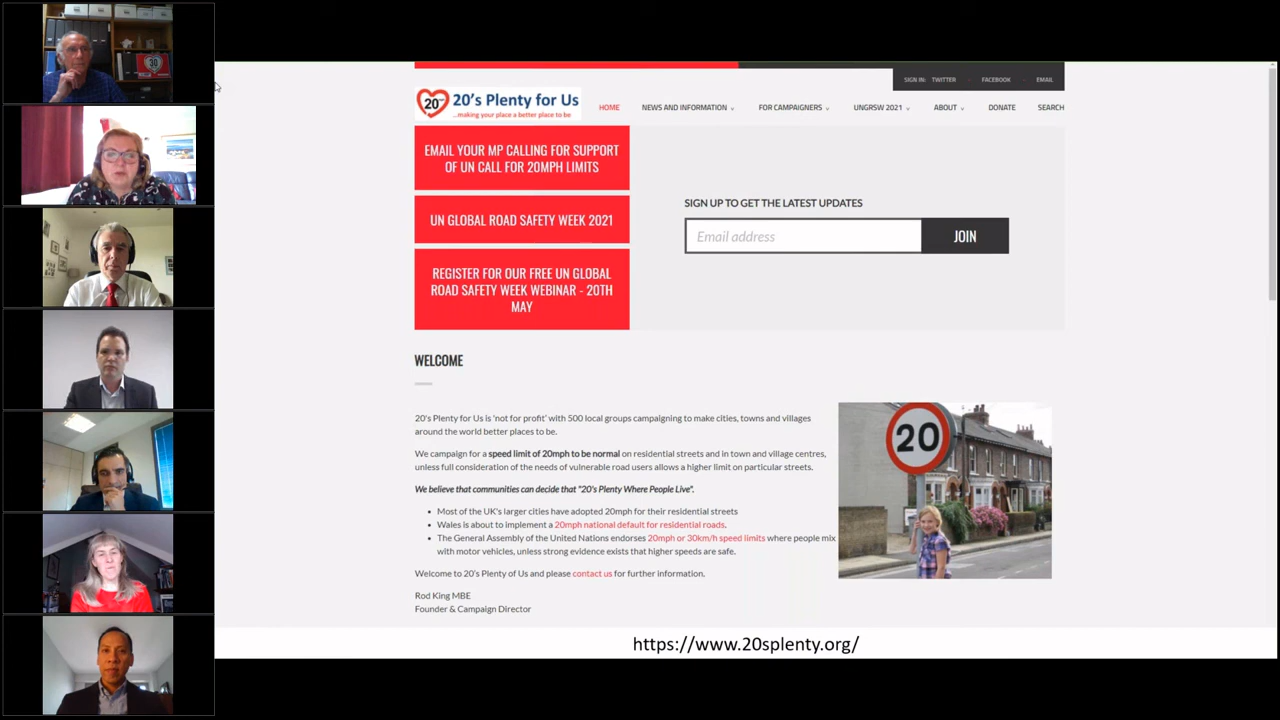 30
SIGN IN: TWITTER FACEBOOK EMAIL
20 20's Plenty for Us
...making your place a better place to be
HOME NEWS AND INFORMATION FOR CAMPAIGNERS UNGRSW 2021 ABOUT DONATE SEARCH
EMAIL YOUR MP CALLING FOR SUPPORT
OF UN CALL FOR 20MPH LIMITS
UN GLOBAL ROAD SAFETY WEEK 2021
REGISTER FOR OUR FREE UN GLOBAL
ROAD SAFETY WEEK WEBINAR - 20TH
MAY
SIGN UP TO GET THE LATEST UPDATES
Email address JOIN
WELCOME
20's Plenty for Us is 'not for profit' with 500 local groups campaigning to make cities, towns and villages
around the world better places to be.
We campaign for a speed limit of 20mph to be normal on residential streets and in town and village centres,
unless full consideration of the needs of vulnerable road users allows a higher limit on particular streets.
We believe that communities can decide that "20's Plenty Where People Live".
• Most of the UK's larger cities have adopted 20mph for their residential streets
• Wales is about to implement a 20mph national default for residential roads.
• The General Assembly of the United Nations endorses 20mph or 30km/h speed limits where people mix
with motor vehicles, unless strong evidence exists that higher speeds are safe.
Welcome to 20's Plenty of Us and please contact us for further information.
Rod King MBE
Founder & Campaign Director
20
https://www.20splenty.org/